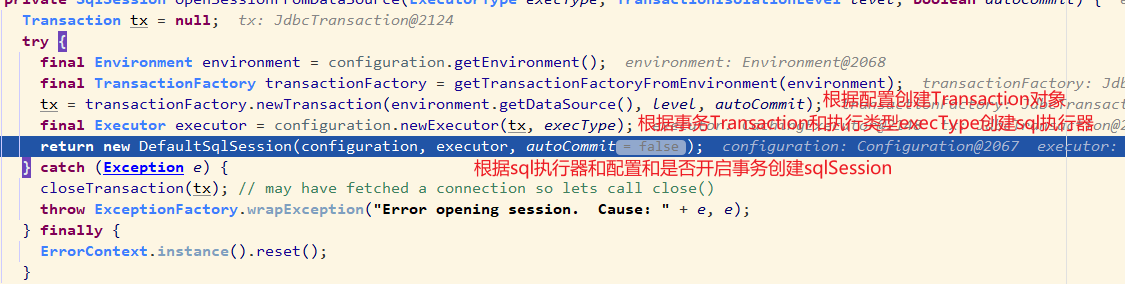 private SqlSession openSessionFromDataSource(ExecutorType execType, TransactionIsolationLevel level, boolean autoCommit) {
Transaction tx = null; tx: JdbcTransaction@2124
try {
final Environment environment = configuration.getEnvironment(); environment: Environment@2068
final TransactionFactory transactionFactory = getTransactionFactoryFromEnvironment(environment); transactionFactory: Jdb
tx = transactionFactory.newTransaction(environment.getDataSource(), level, autoCommit); 根据配置创建Transaction对象
final Executor executor = configuration.newExecutor(tx, execType); 根据事务Transaction和执行类型execType创建sql执行器
return new DefaultSqlSession(configuration, executor, autoCommit = false ); configuration: Configuration@2067 executor:
} catch (Exception e) { 根据sql执行器和配置和是否开启事务创建sqlSession
closeTransaction(tx); // may have fetched a connection so lets call close()
throw ExceptionFactory.wrapException("Error opening session.  Cause: " + e, e);
} finally {
ErrorContext.instance().reset();
}